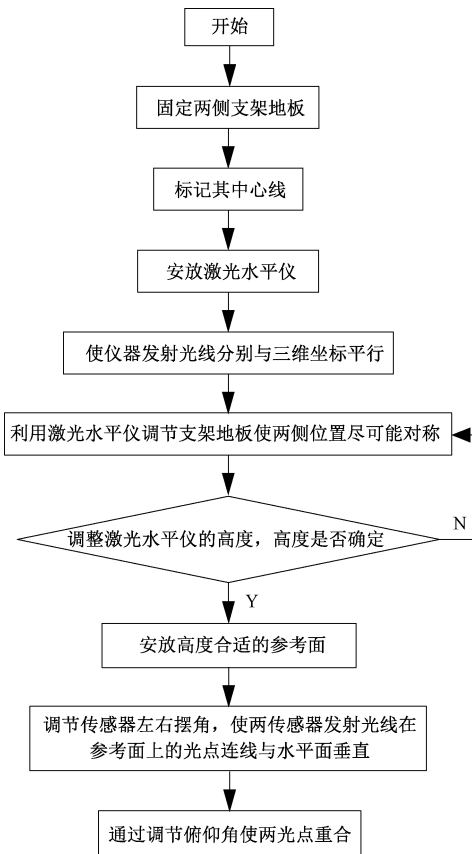 开始
固定两侧支架地板
标记其中心线
安放激光水平仪
使仪器发射光线分别与三维坐标平行
利用激光水平仪调节支架地板使两侧位置尽可能对称
调整激光水平仪的高度，高度是否确定
N
Y
安放高度合适的参考面
调节传感器左右摆角，使两传感器发射光线在
参考面上的光点连线与水平面垂直
通过调节俯仰角使两光点重合